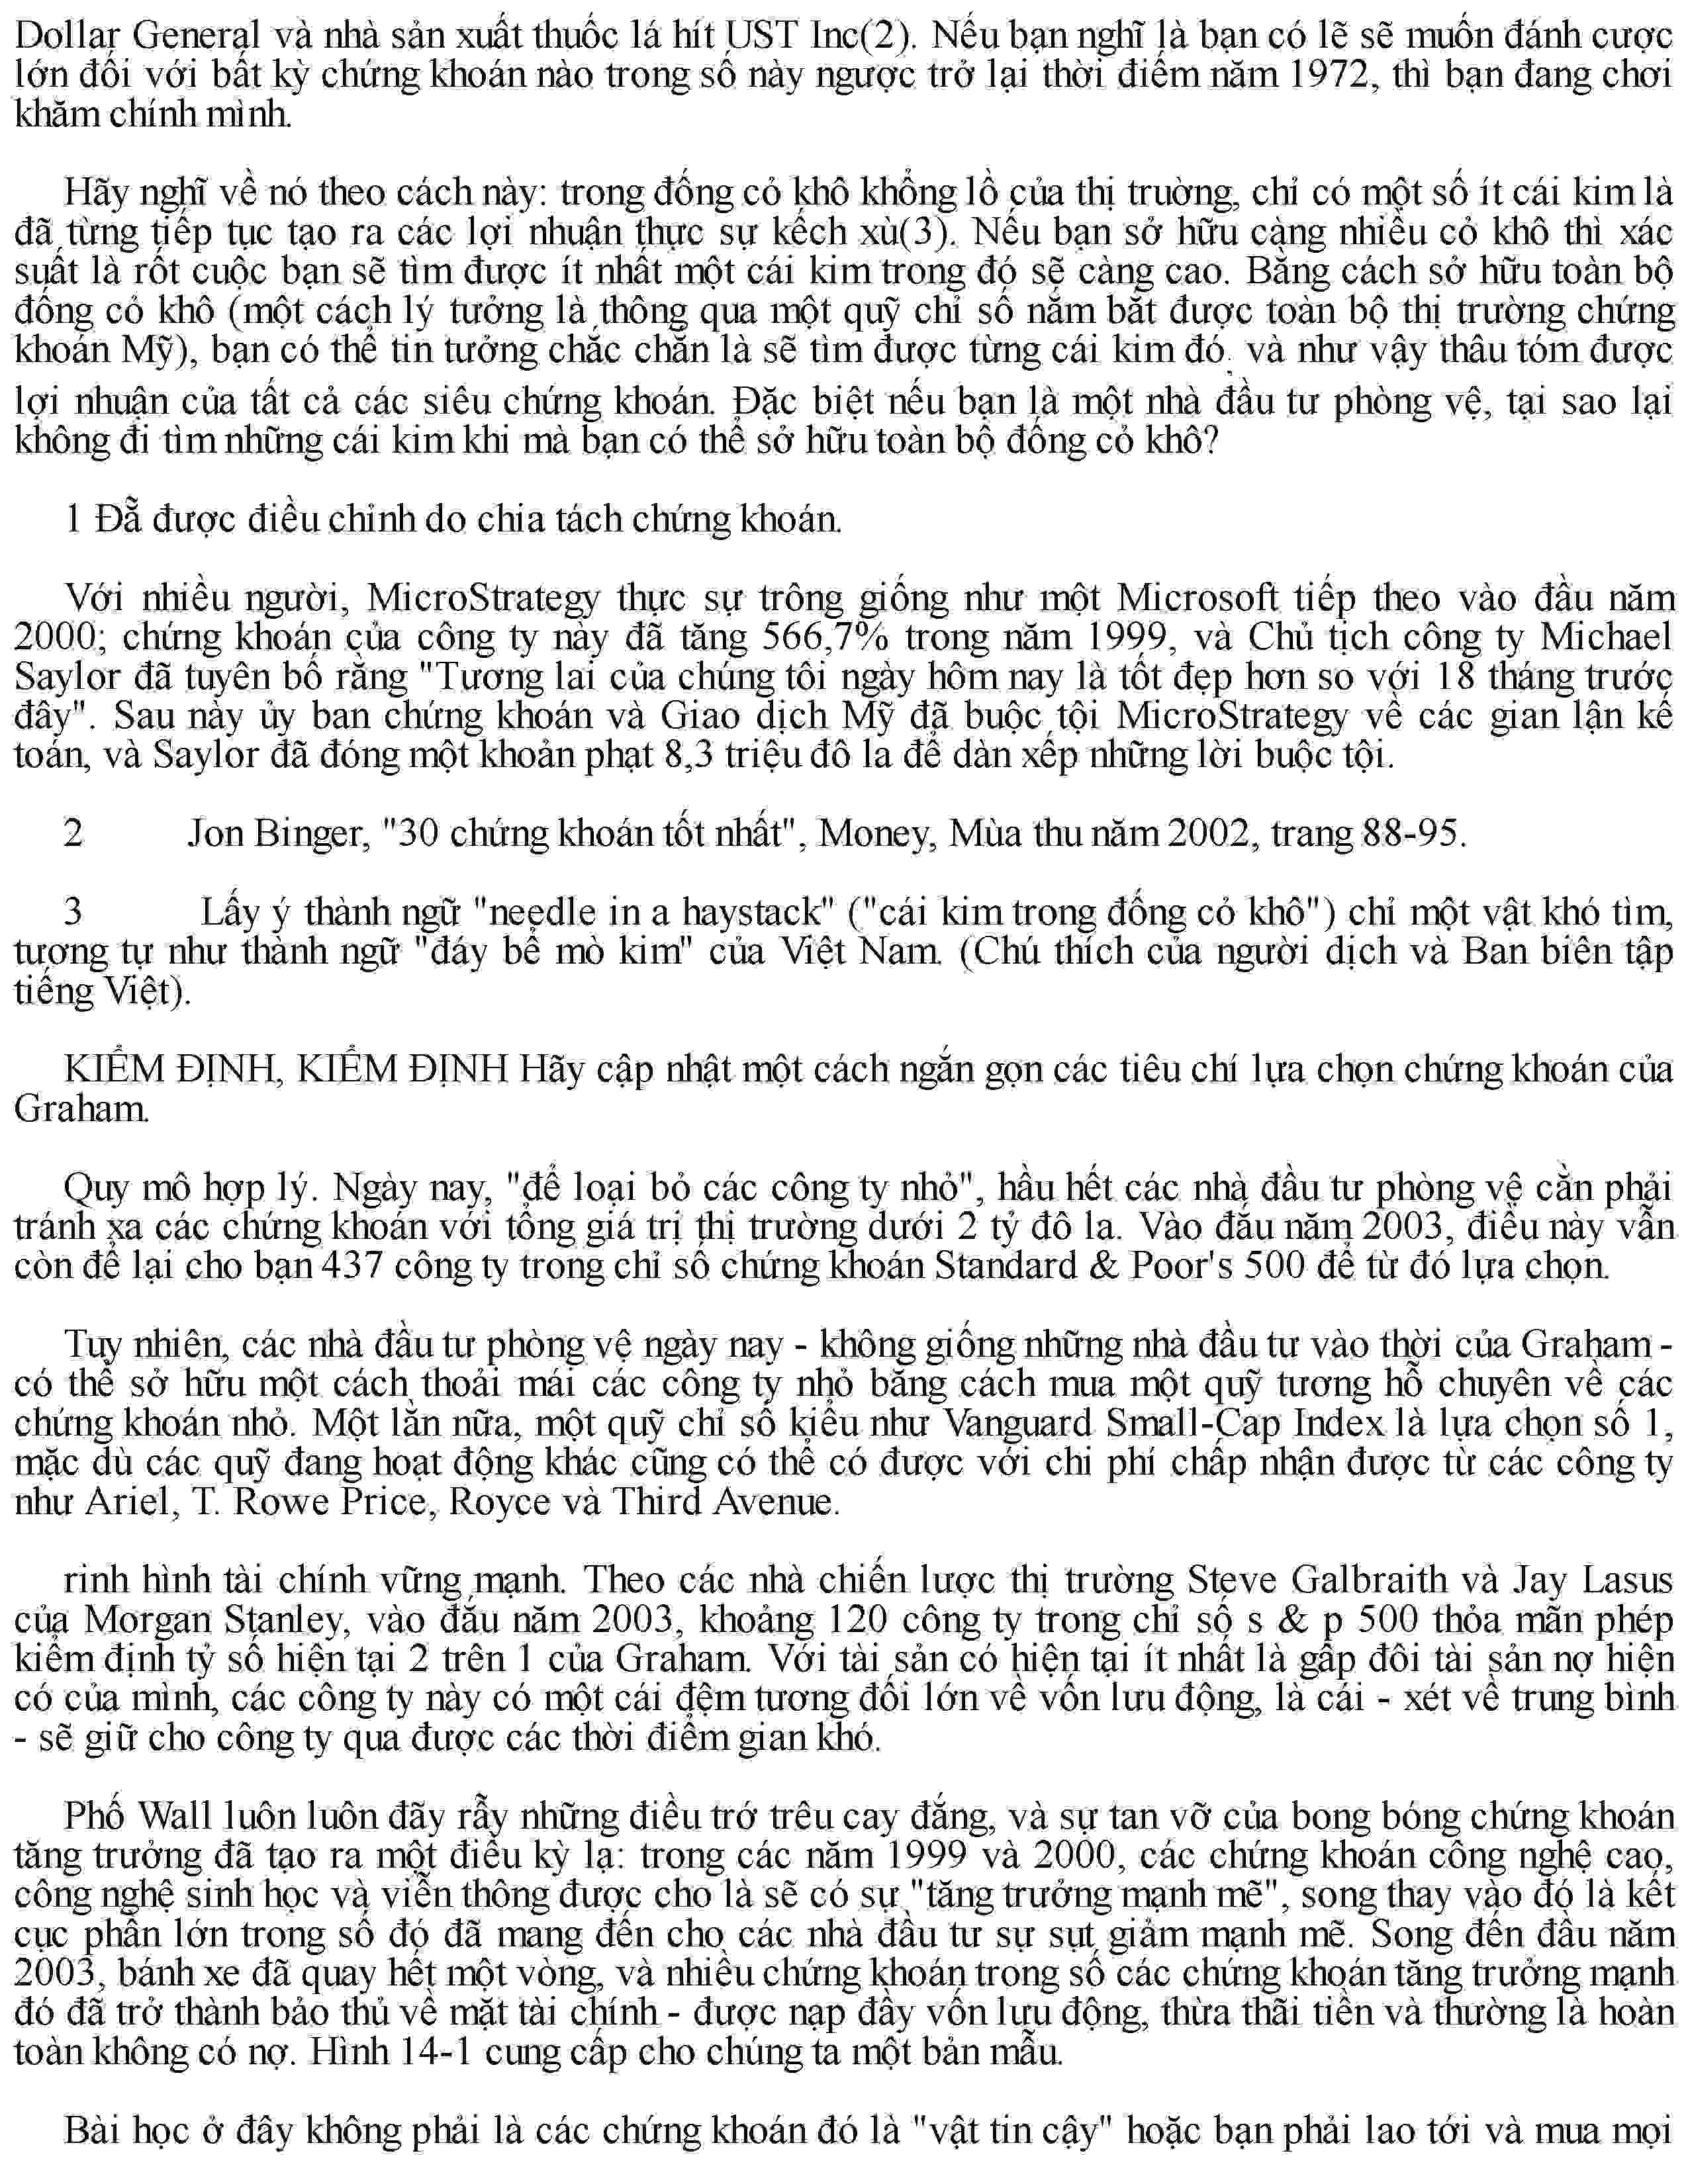 Dollar General và nhà sản xuất thuốc lá hít UST Inc(2). Nếu bạn nghĩ là bạn có lẽ sẽ muốn đánh cược
lớn đối với bất kỳ chứng khoán nào trong số này ngược trở lại thời điểm năm 1972, thì bạn đang chơi
khăm chính mình.
Hãy nghĩ về nó theo cách này: trong đống cỏ khô khổng lồ của thị truờng, chỉ có một số ít cái kim là
đã từng tiếp tục tạo ra các lợi nhuận thực sự kếch xù(3). Nếu bạn sở hữu càng nhiều cỏ khô thì xác
suất là rốt cuộc bạn sẽ tìm được ít nhất một cái kim trong đó sẽ càng cao. Bằng cách sở hữu toàn bộ
đống cỏ khô (một cách lý tưởng là thông qua một quỹ chỉ số nắm bắt được toàn bộ thị trường chứng
khoán Mỹ), bạn có thể tin tưởng chắc chắn là sẽ tìm được từng cái kim đó. và như vậy thâu tóm được
lợi nhuận của tất cả các siêu chứng khoán. Đặc biệt nếu bạn là một nhà đầu tư phòng vệ, tại sao lại
không đi tìm những cái kim khi mà bạn có thể sở hữu toàn bộ đống cỏ khô?
1 Đẵ được điều chỉnh do chia tách chứng khoán.
Với nhiều người, MicroStrategy thực sự trông giống như một Microsoft tiếp theo vào đầu năm
2000; chứng khoán của công ty này đã tăng 566,7% trong năm 1999, và Chủ tịch công ty Michael
Saylor đã tuyên bố rằng "Tương lai của chúng tôi ngày hôm nay là tốt đẹp hơn so với 18 tháng trước
đây". Sau này ủy ban chứng khoán và Giao dịch Mỹ đã buộc tội MicroStrategy về các gian lận kế
toán, và Saylor đã đóng một khoản phạt 8,3 triệu đô la để dàn xếp những lời buộc tội.
2 Jon Binger, "30 chứng khoán tốt nhất", Money, Mùa thu năm 2002, trang 88-95.
3 Lấy ý thành ngữ "needle in a haystack" ("cái kim trong đống cỏ khô") chỉ một vật khó tìm,
tương tự như thành ngữ "đáy bể mò kim" của Việt Nam. (Chú thích của người dịch và Ban biên tập
tiếng Việt).
KIỂM ĐỊNH, KIỂM ĐỊNH Hãy cập nhật một cách ngắn gọn các tiêu chí lựa chọn chứng khoán của
Graham.
Quy mô hợp lý. Ngày nay, "để loại bỏ các công ty nhỏ", hầu hết các nhà đầu tư phòng vệ cằn phải
tránh xa các chứng khoán với tổng giá trị thị trường dưới 2 tỷ đô la. Vào đầu năm 2003, điều này vẫn
còn để lại cho bạn 437 công ty trong chỉ số chứng khoán Standard & Poor's 500 để từ đó lựa chọn.
Tuy nhiên, các nhà đầu tư phòng vệ ngày nay - không giống những nhà đầu tư vào thời của Graham -
có thể sở hữu một cách thoải mái các công ty nhỏ bằng cách mua một quỹ tương hỗ chuyên về các
chứng khoán nhỏ. Một lằn nữa, một quỹ chỉ số kiểu như Vanguard Small-Cap Index là lựa chọn số 1,
mặc dù các quỹ đang hoạt động khác cũng có thể có được với chi phí chấp nhận được từ các công ty
như Ariel, T. Rowe Price, Royce và Third Avenue.
rinh hình tài chính vững mạnh. Theo các nhà chiến lược thị trường Steve Galbraith và Jay Lasus
của Morgan Stanley, vào đầu năm 2003, khoảng 120 công ty trong chỉ số s & p 500 thỏa mãn phép
kiểm định tỷ số hiện tại 2 trên 1 của Graham. Với tài sản có hiện tại ít nhất là gấp đôi tài sản nợ hiện
có của mình, các công ty này có một cái đệm tương đối lớn về vốn lưu động, là cái - xét về trung bình
- sẽ giữ cho công ty qua được các thời điểm gian khó.
Phố Wall luôn luôn đãy rẫy những điều trớ trêu cay đắng, và sự tan vỡ của bong bóng chứng khoán
tăng trưởng đã tạo ra một điều kỳ lạ: trong các năm 1999 và 2000, các chứng khoán công nghệ cao,
công nghệ sinh học và viễn thông được cho là sẽ có sự "tăng trưởng mạnh mẽ", song thay vào đó là kết
cục phần lớn trong số đó đã mang đến cho các nhà đầu tư sự sụt giảm mạnh mẽ. Song đến đầu năm
2003, bánh xe đã quay hết một vòng, và nhiều chứng khoán trong số các chứng khoán tăng trưởng mạnh
đó đã trở thành bảo thủ về mặt tài chính - được nạp đầy vốn lưu động, thừa thãi tiền và thường là hoàn
toàn không có nợ. Hình 14-1 cung cấp cho chúng ta một bản mẫu.
Bài học ở đây không phải là các chứng khoán đó là "vật tin cậy" hoặc bạn phải lao tới và mua mọi